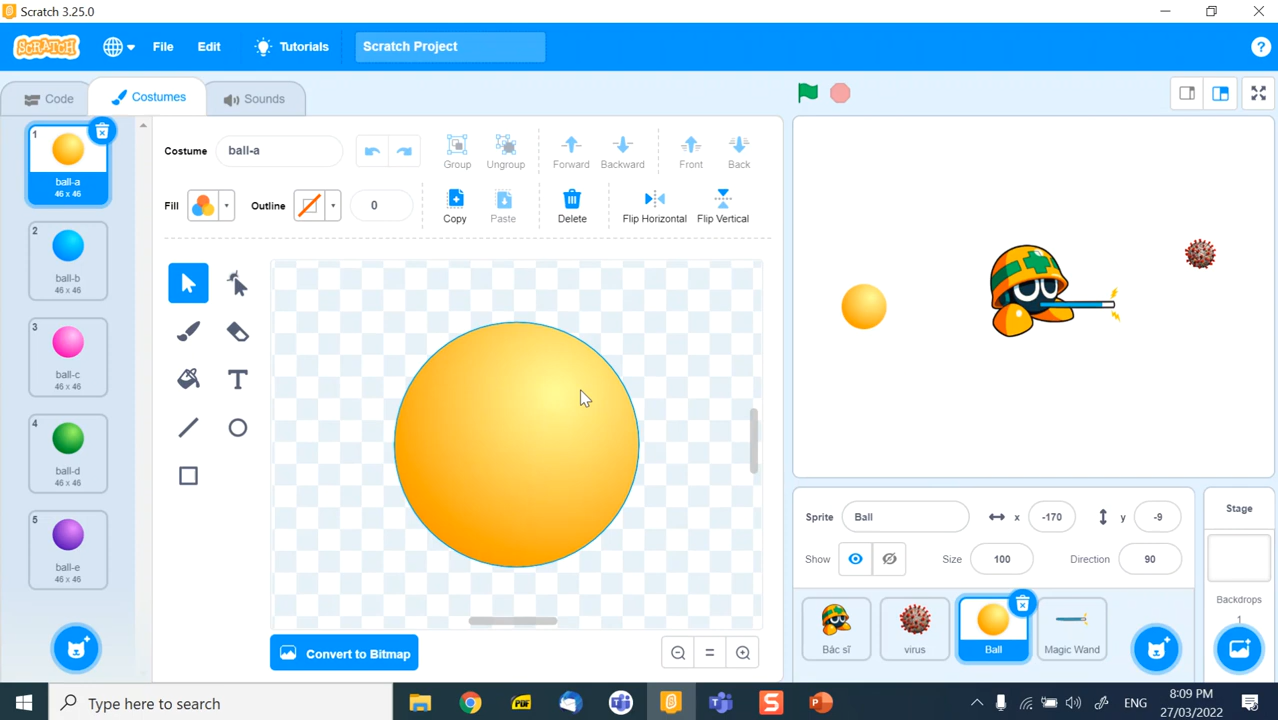 Scratch 3.25.0
SCRATCH
File
Edit
Tutorials
Scratch Project
?
Code
Costumes
Sounds
1
ball-a
46 x 46
2
ball-b
46 x 46
3
ball-c
46 x 46
4
ball-d
46 x 46
5
ball-e
46 x 46
Costume
ball-a
Group
Ungroup
Forward
Backward
Front
Back
Fill
Outline
0
Copy
Paste
Delete
Flip Horizontal
Flip Vertical
T
Convert to Bitmap
Sprite
Ball
x
-170
y
-9
Show
Size
100
Direction
90
Bác sĩ
virus
Ball
Magic Wand
Stage
Backdrops
1
Type here to search
PDF
S
P
ENG
8:09 PM
27/03/2022